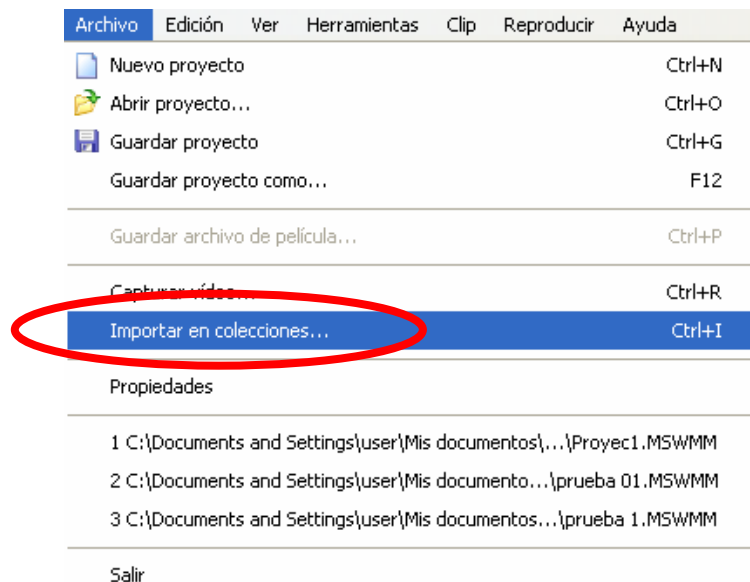 Archivo Edición Ver Herramientas Clip Reproducir Ayuda
Nuevo proyecto Ctrl+N
Abrir proyecto... Ctrl+O
Guardar proyecto Ctrl+G
Guardar proyecto como... F12
Guardar archivo de película... Ctrl+P
Capturar vídeo... Ctrl+R
Importar en colecciones... Ctrl+I
Propiedades
1 C:\Documents and Settings\user\Mis documentos\...\Proyec1.MSWMM
2 C:\Documents and Settings\user\Mis documento...\prueba 01.MSWMM
3 C:\Documents and Settings\user\Mis documentos...\prueba 1.MSWMM
Salir